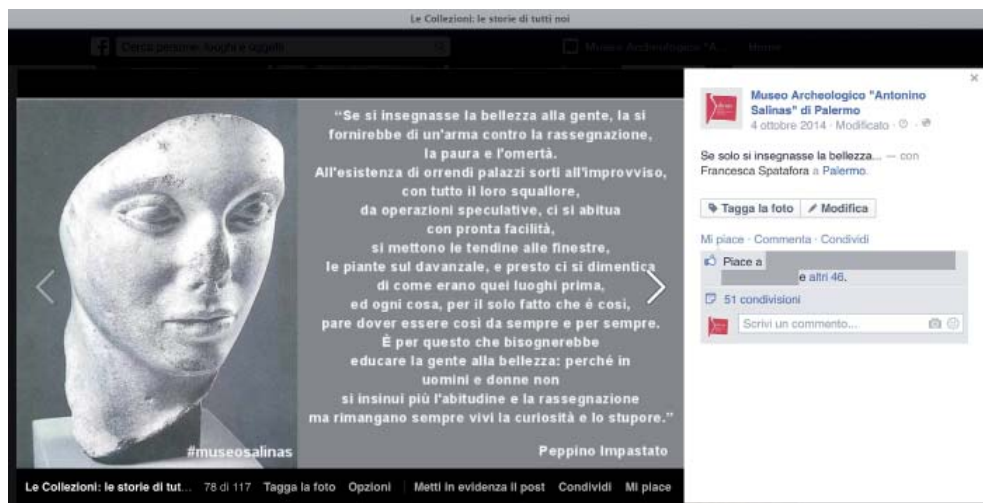 Le Collezioni: le storie di tutti noi
Cerca persone, luoghi e oggetti
Museo Archeologico "A...
Home
"Se si insegnasse la bellezza alla gente, la si
fornirebbe di un'arma contro la rassegnazione,
la paura e l'omertà.
All'esistenza di orrendi palazzi sorti all'improvviso,
con tutto il loro squallore,
da operazioni speculative, ci si abitua
con pronta facilità,
si mettono le tendine alle finestre,
le piante sul davanzale, e presto ci si dimentica
di come erano quei luoghi prima,
ed ogni cosa, per il solo fatto che é così,
pare dover essere così da sempre e per sempre.
É per questo che bisognerebbe
educare la gente alla bellezza: perché in
uomini e donne non
si insinui più l'abitudine e la rassegnazione
ma rimangano sempre vivi la curiosità e lo stupore."
Peppino Impastato
#museosalinas
Le Collezioni: le storie di tut... 78 di 117 Tagga la foto Opzioni Metti in evidenza il post Condividi Mi piace
Museo Archeologico "Antonino
Salinas" di Palermo
4 ottobre 2014 · Modificato ·
Se solo si insegnasse la bellezza... — con
Francesca Spatafora a Palermo.
Tagga la foto Modifica
Mi piace · Commenta · Condividi
Piace a
e altri 46.
51 condivisioni
Scrivi un commento...